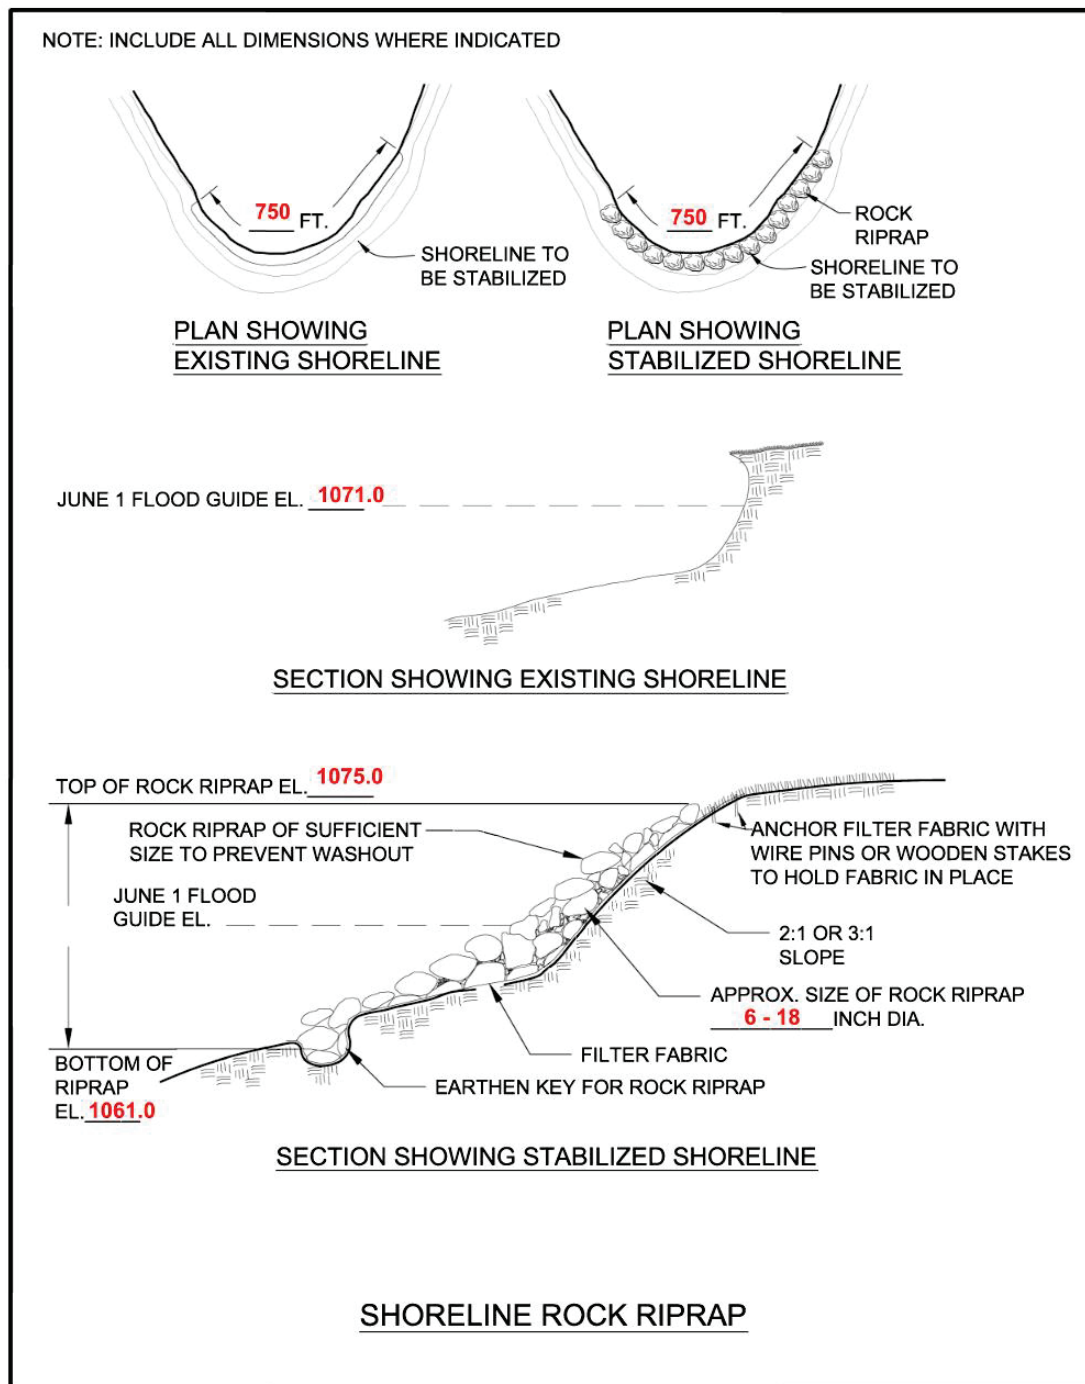 NOTE: INCLUDE ALL DIMENSIONS WHERE INDICATED
750 FT.
SHORELINE TO
BE STABILIZED
PLAN SHOWING
EXISTING SHORELINE
750 FT.
ROCK
RIPRAP
SHORELINE TO
BE STABILIZED
PLAN SHOWING
STABILIZED SHORELINE
JUNE 1 FLOOD GUIDE EL. 1071.0
SECTION SHOWING EXISTING SHORELINE
TOP OF ROCK RIPRAP EL. 1075.0
ROCK RIPRAP OF SUFFICIENT
SIZE TO PREVENT WASHOUT
ANCHOR FILTER FABRIC WITH
WIRE PINS OR WOODEN STAKES
TO HOLD FABRIC IN PLACE
JUNE 1 FLOOD
GUIDE EL.
2:1 OR 3:1
SLOPE
APPROX. SIZE OF ROCK RIPRAP
6 - 18 INCH DIA.
FILTER FABRIC
BOTTOM OF
RIPRAP
EL. 1061.0
EARTHEN KEY FOR ROCK RIPRAP
SECTION SHOWING STABILIZED SHORELINE
SHORELINE ROCK RIPRAP